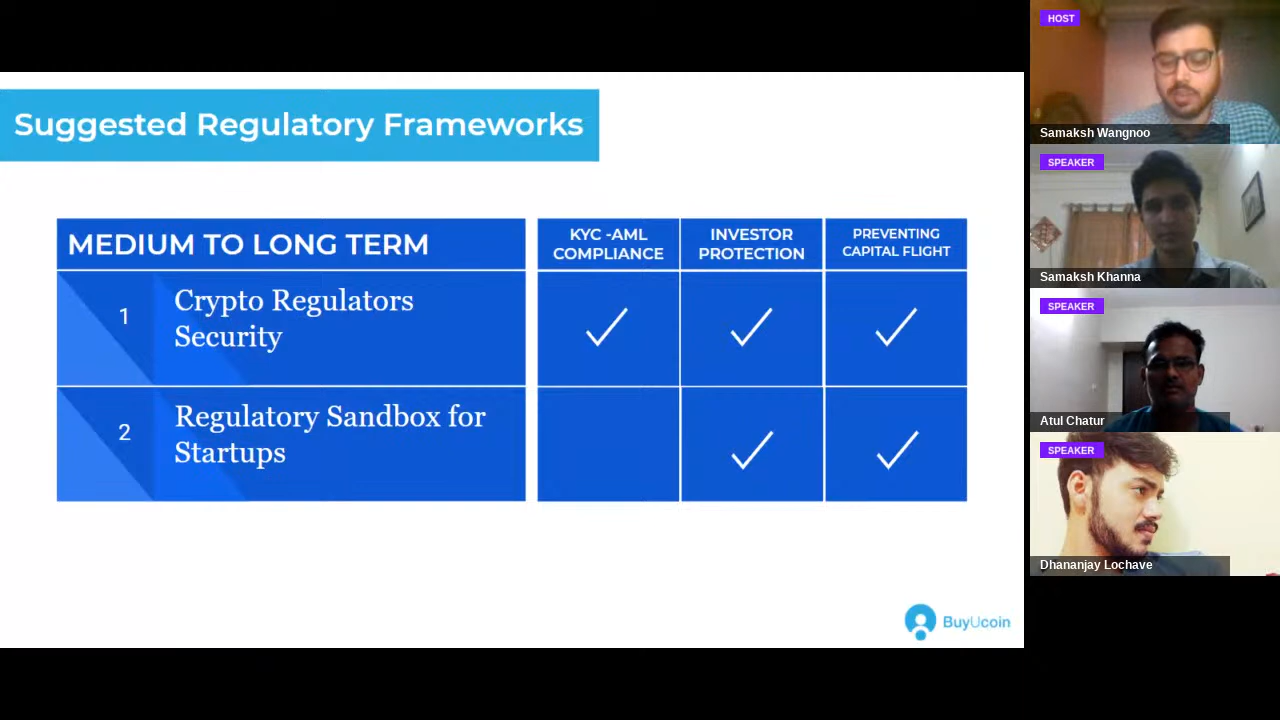 Suggested Regulatory Frameworks
MEDIUM TO LONG TERM
KYC -AML
COMPLIANCE
INVESTOR
PROTECTION
PREVENTING
CAPITAL FLIGHT
1
Crypto Regulators
Security
2
Regulatory Sandbox for
Startups
BuyUcoin
HOST
Samaksh Wangnoo
SPEAKER
Samaksh Khanna
SPEAKER
Atul Chatur
SPEAKER
Dhananjay Lochave